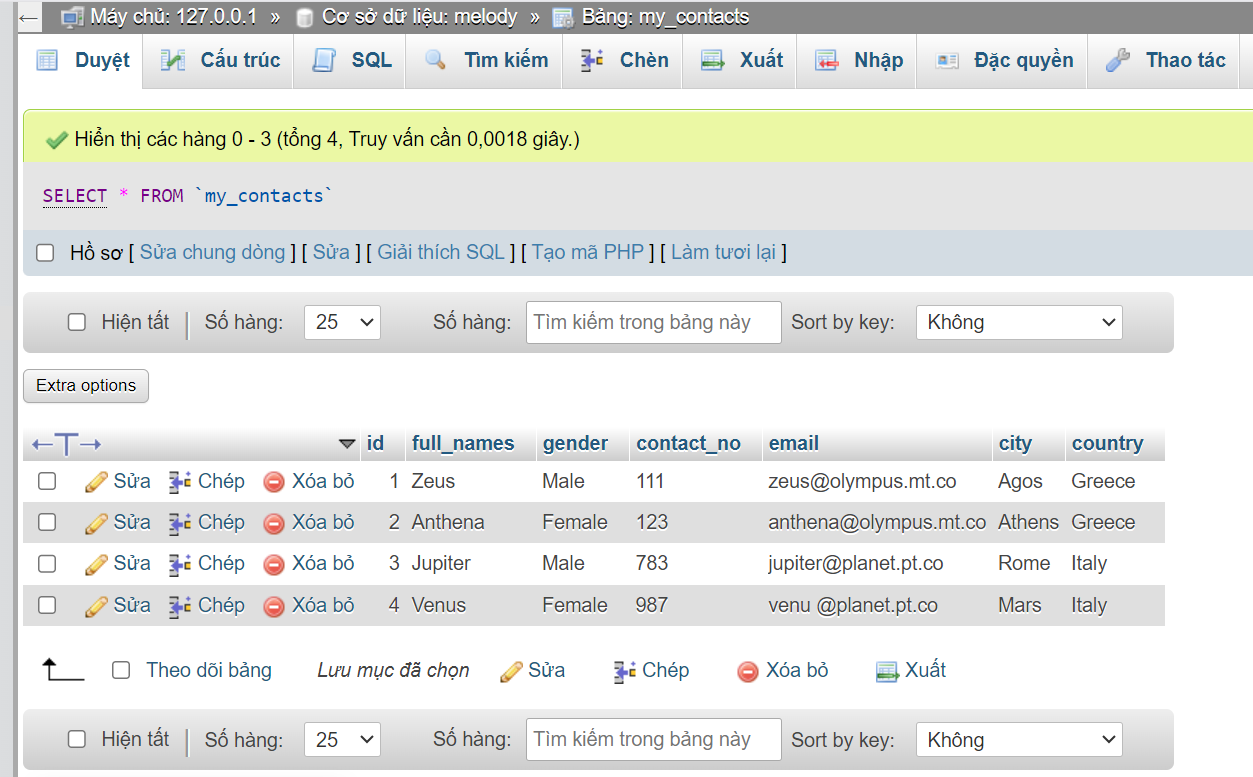 Máy chủ: 127.0.0.1 » Cơ sở dữ liệu: melody » Bảng: my_contacts
Duyệt Cấu trúc SQL Tìm kiếm Chèn Xuất Nhập Đặc quyền Thao tác
Hiển thị các hàng 0 - 3 (tổng 4, Truy vấn cần 0,0018 giây.)
SELECT * FROM `my_contacts`
Hồ sơ [ Sửa chung dòng ] [ Sửa ] [ Giải thích SQL ] [ Tạo mã PHP ] [ Làm tươi lại ]
Hiện tất Số hàng: 25 Số hàng: Tìm kiếm trong bảng này Sort by key: Không
Extra options
id full_names gender contact_no email city country
Sửa Chép Xóa bỏ 1 Zeus Male 111 zeus@olympus.mt.co Agos Greece
Sửa Chép Xóa bỏ 2 Anthena Female 123 anthena@olympus.mt.co Athens Greece
Sửa Chép Xóa bỏ 3 Jupiter Male 783 jupiter@planet.pt.co Rome Italy
Sửa Chép Xóa bỏ 4 Venus Female 987 venu @planet.pt.co Mars Italy
Theo dõi bảng Lưu mục đã chọn Sửa Chép Xóa bỏ Xuất
Hiện tất Số hàng: 25 Số hàng: Tìm kiếm trong bảng này Sort by key: Không